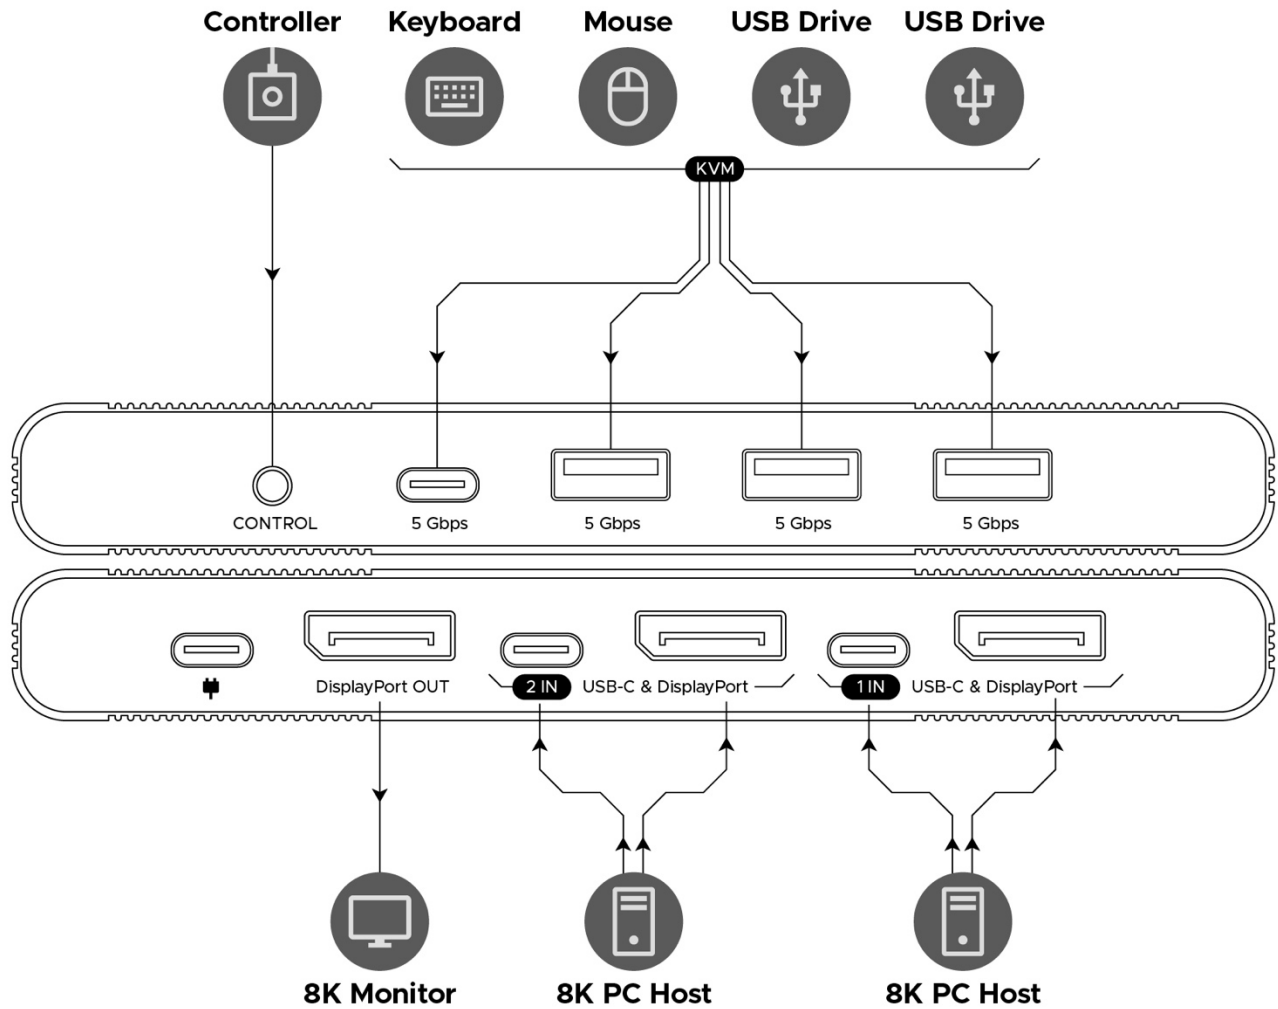 Controller Keyboard Mouse USB Drive USB Drive
KVM
CONTROL 5 Gbps 5 Gbps 5 Gbps 5 Gbps
DisplayPort OUT 2 IN USB-C & DisplayPort 1 IN USB-C & DisplayPort
8K Monitor 8K PC Host 8K PC Host